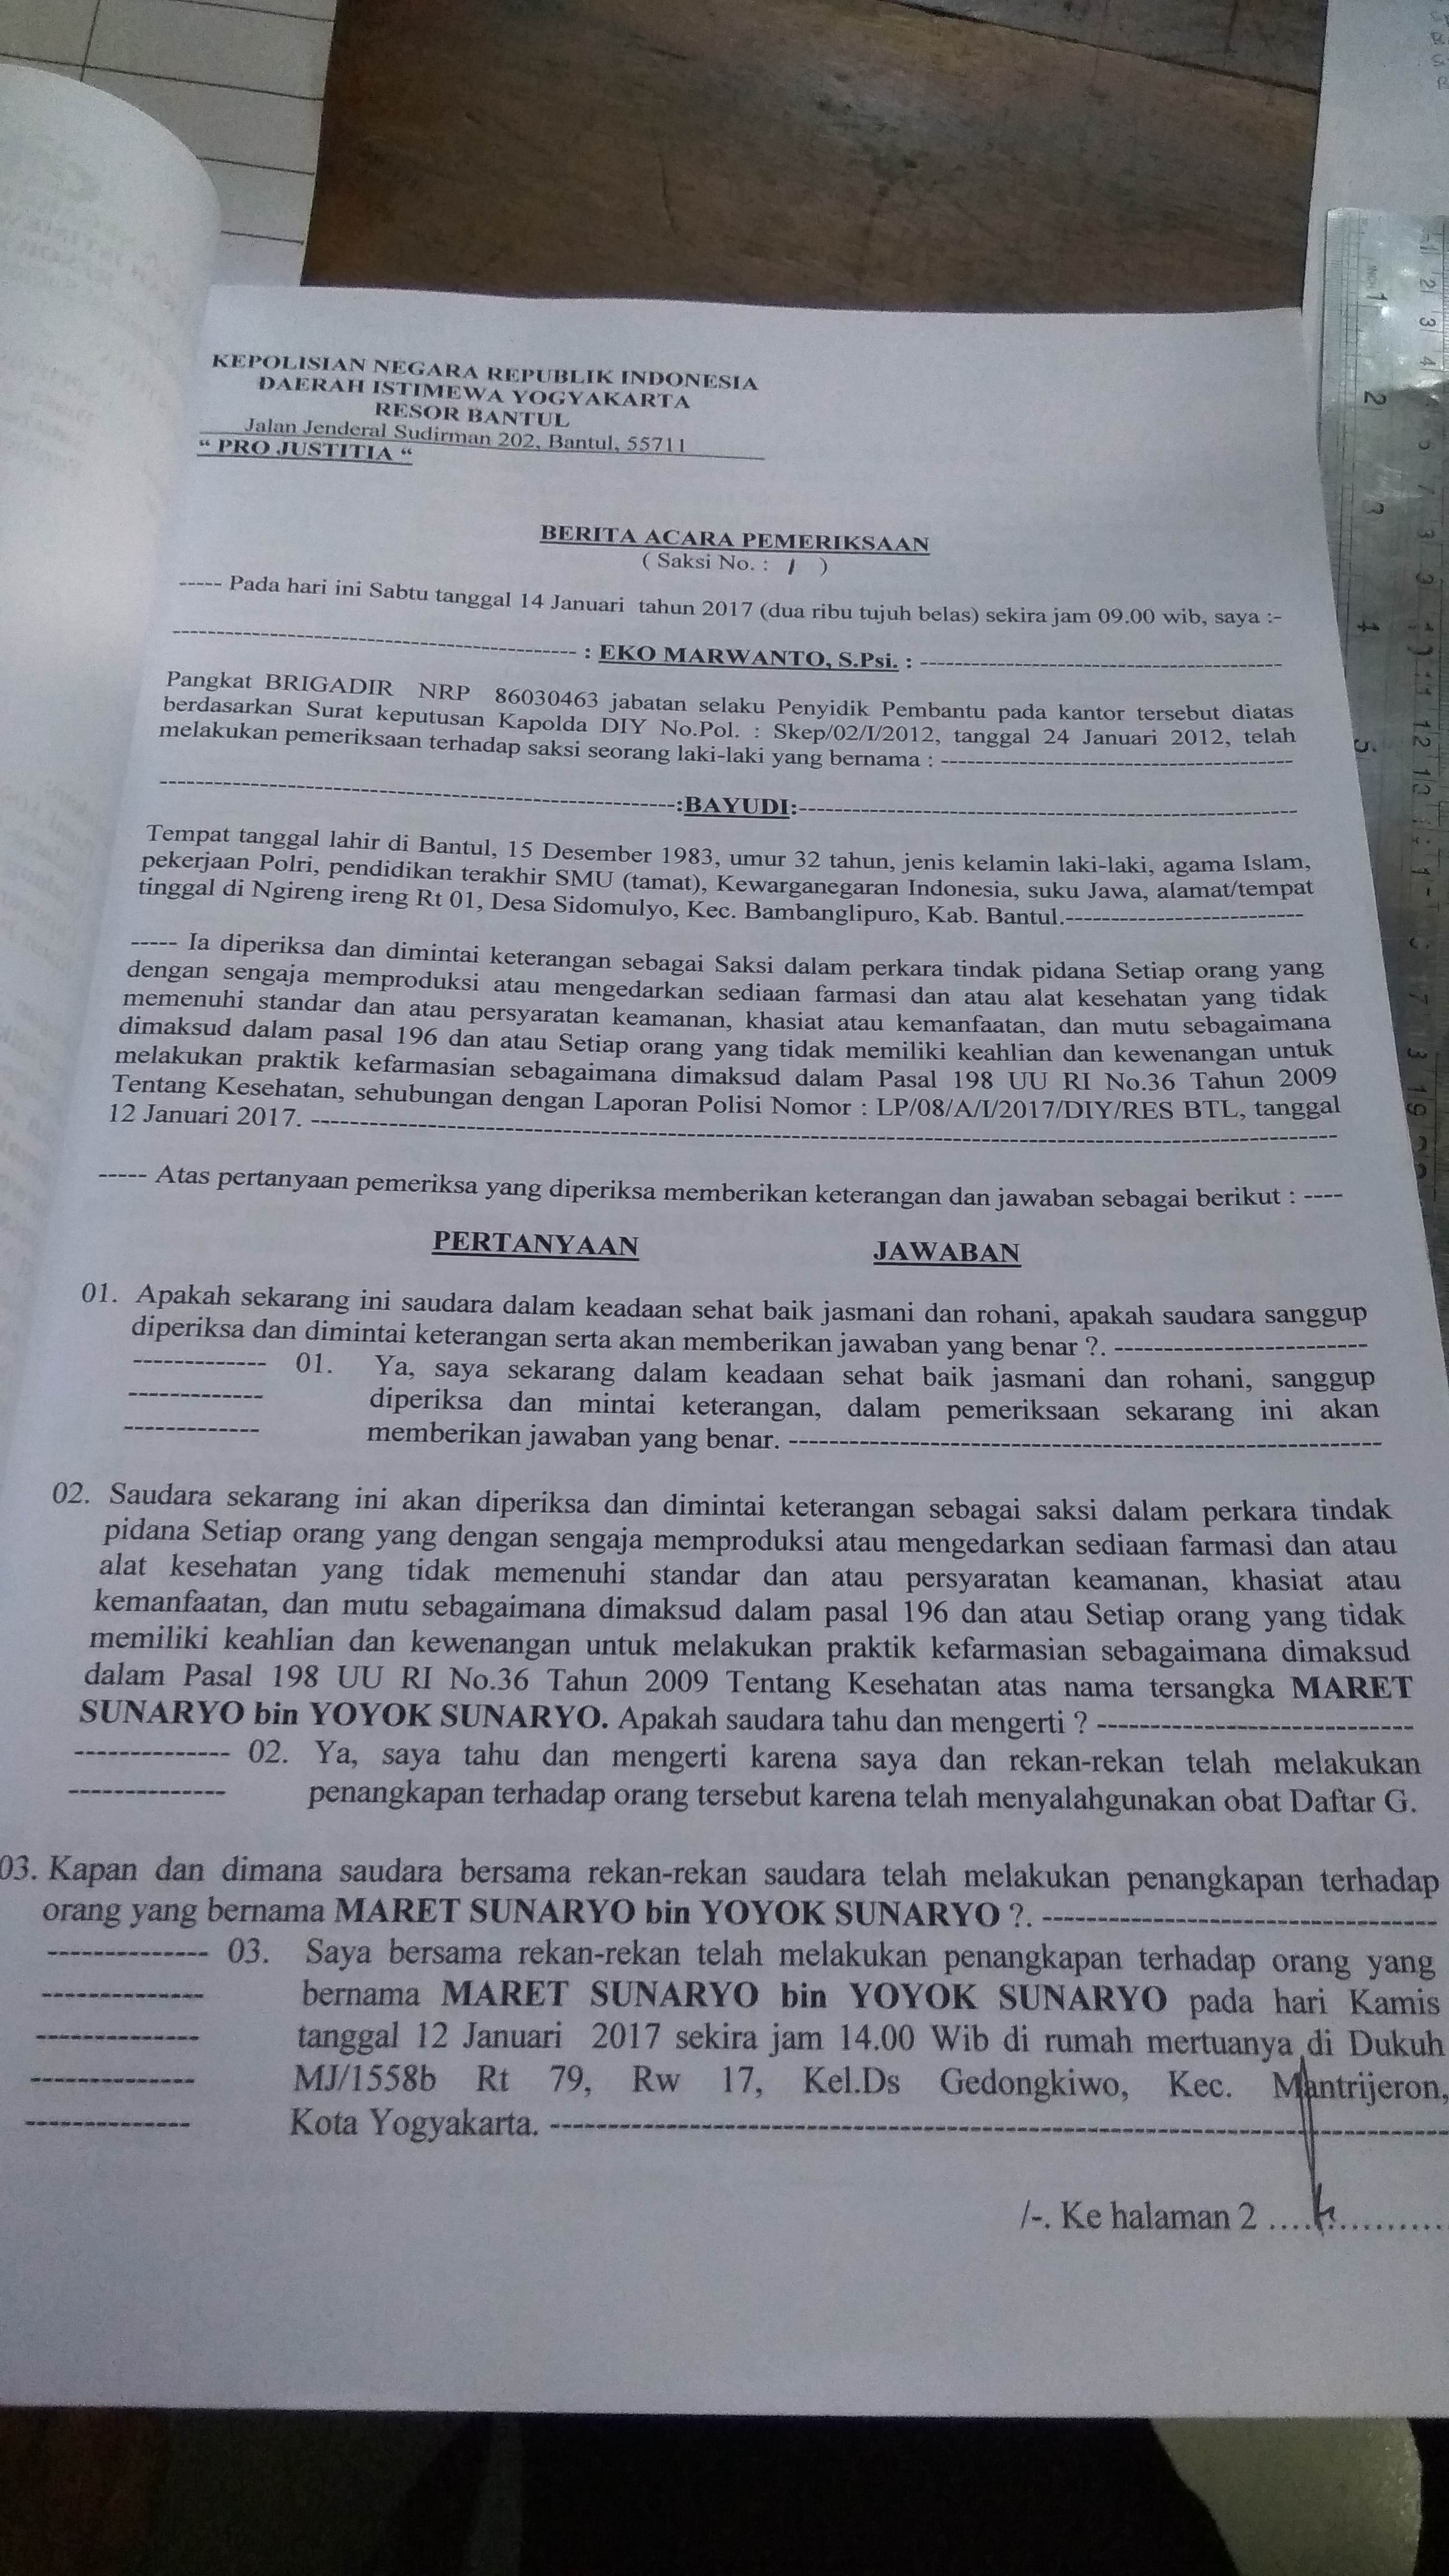 KEPOLISIAN NEGARA REPUBLIK INDONESIA
DAERAH ISTIMEWA YOGYAKARTA
RESOR BANTUL
Jalan Jenderal Sudirman 202, Bantul, 55711
“ PRO JUSTITIA “
BERITA ACARA PEMERIKSAAN
( Saksi No. : 1 )
----- Pada hari ini Sabtu tanggal 14 Januari tahun 2017 (dua ribu tujuh belas) sekira jam 09.00 wib, saya :-
---------------------------------------------- : EKO MARWANTO, S.Psi. : ----------------------------------------
Pangkat BRIGADIR NRP 86030463 jabatan selaku Penyidik Pembantu pada kantor tersebut diatas
berdasarkan Surat keputusan Kapolda DIY No.Pol. : Skep/02/I/2012, tanggal 24 Januari 2012, telah
melakukan pemeriksaan terhadap saksi seorang laki-laki yang bernama : ----------------------------------------
-----------------------------------------------------------:BAYUDI:---------------------------------------------------------
Tempat tanggal lahir di Bantul, 15 Desember 1983, umur 32 tahun, jenis kelamin laki-laki, agama Islam,
pekerjaan Polri, pendidikan terakhir SMU (tamat), Kewarganegaran Indonesia, suku Jawa, alamat/tempat
tinggal di Ngireng ireng Rt 01, Desa Sidomulyo, Kec. Bambanglipuro, Kab. Bantul.--------------------------
----- Ia diperiksa dan dimintai keterangan sebagai Saksi dalam perkara tindak pidana Setiap orang yang
dengan sengaja memproduksi atau mengedarkan sediaan farmasi dan atau alat kesehatan yang tidak
memenuhi standar dan atau persyaratan keamanan, khasiat atau kemanfaatan, dan mutu sebagaimana
dimaksud dalam pasal 196 dan atau Setiap orang yang tidak memiliki keahlian dan kewenangan untuk
melakukan praktik kefarmasian sebagaimana dimaksud dalam Pasal 198 UU RI No.36 Tahun 2009
Tentang Kesehatan, sehubungan dengan Laporan Polisi Nomor : LP/08/A/I/2017/DIY/RES BTL, tanggal
12 Januari 2017. ---------------------------------------------------------------------------------------------------------------
----- Atas pertanyaan pemeriksa yang diperiksa memberikan keterangan dan jawaban sebagai berikut : ----
PERTANYAAN JAWABAN
01. Apakah sekarang ini saudara dalam keadaan sehat baik jasmani dan rohani, apakah saudara sanggup
diperiksa dan dimintai keterangan serta akan memberikan jawaban yang benar ?. --------------------------
------------- 01. Ya, saya sekarang dalam keadaan sehat baik jasmani dan rohani, sanggup
------------- diperiksa dan mintai keterangan, dalam pemeriksaan sekarang ini akan
------------- memberikan jawaban yang benar. ------------------------------------------------------------
02. Saudara sekarang ini akan diperiksa dan dimintai keterangan sebagai saksi dalam perkara tindak
pidana Setiap orang yang dengan sengaja memproduksi atau mengedarkan sediaan farmasi dan atau
alat kesehatan yang tidak memenuhi standar dan atau persyaratan keamanan, khasiat atau
kemanfaatan, dan mutu sebagaimana dimaksud dalam pasal 196 dan atau Setiap orang yang tidak
memiliki keahlian dan kewenangan untuk melakukan praktik kefarmasian sebagaimana dimaksud
dalam Pasal 198 UU RI No.36 Tahun 2009 Tentang Kesehatan atas nama tersangka MARET
SUNARYO bin YOYOK SUNARYO. Apakah saudara tahu dan mengerti ? ------------------------------
-------------- 02. Ya, saya tahu dan mengerti karena saya dan rekan-rekan telah melakukan
-------------- penangkapan terhadap orang tersebut karena telah menyalahgunakan obat Daftar G.
03. Kapan dan dimana saudara bersama rekan-rekan saudara telah melakukan penangkapan terhadap
orang yang bernama MARET SUNARYO bin YOYOK SUNARYO ?. -----------------------------------
-------------- 03. Saya bersama rekan-rekan telah melakukan penangkapan terhadap orang yang
-------------- bernama MARET SUNARYO bin YOYOK SUNARYO pada hari Kamis
-------------- tanggal 12 Januari 2017 sekira jam 14.00 Wib di rumah mertuanya di Dukuh
-------------- MJ/1558b Rt 79, Rw 17, Kel.Ds Gedongkiwo, Kec. Mantrijeron,
-------------- Kota Yogyakarta. --------------------------------------------------------------------------------
/-. Ke halaman 2 ................
1
2
3
4
5